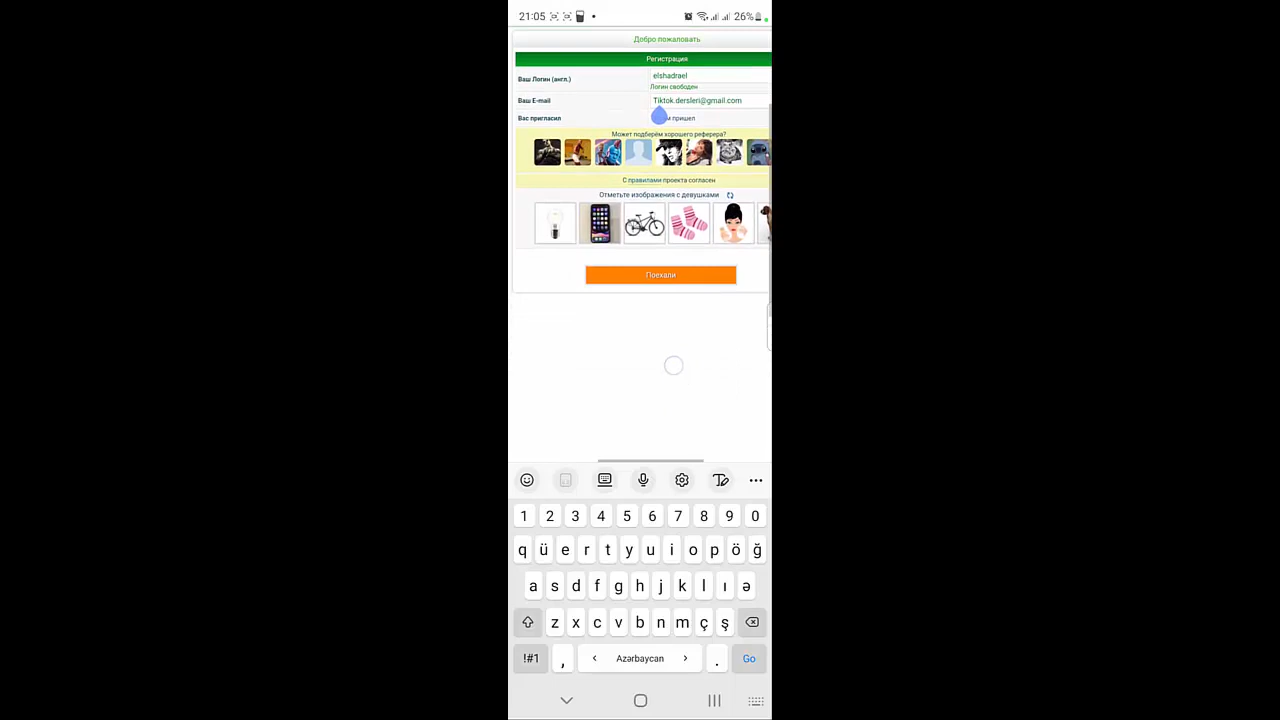 21:05 26%
Добро пожаловать
Регистрация
Ваш Логин (англ.) elshadrael
Логин свободен
Ваш E-mail Tiktok.dersleri@gmail.com
Вас пригласил м пришел
Может подберём хорошего реферера?
С правилами проекта согласен
Отметьте изображения с девушками
Поехали
1 2 3 4 5 6 7 8 9 0
q ü e r t y u i o p ö ğ
a s d f g h j k l ı ə
z x c v b n m ç ş
!#1 , < Azərbaycan > . Go